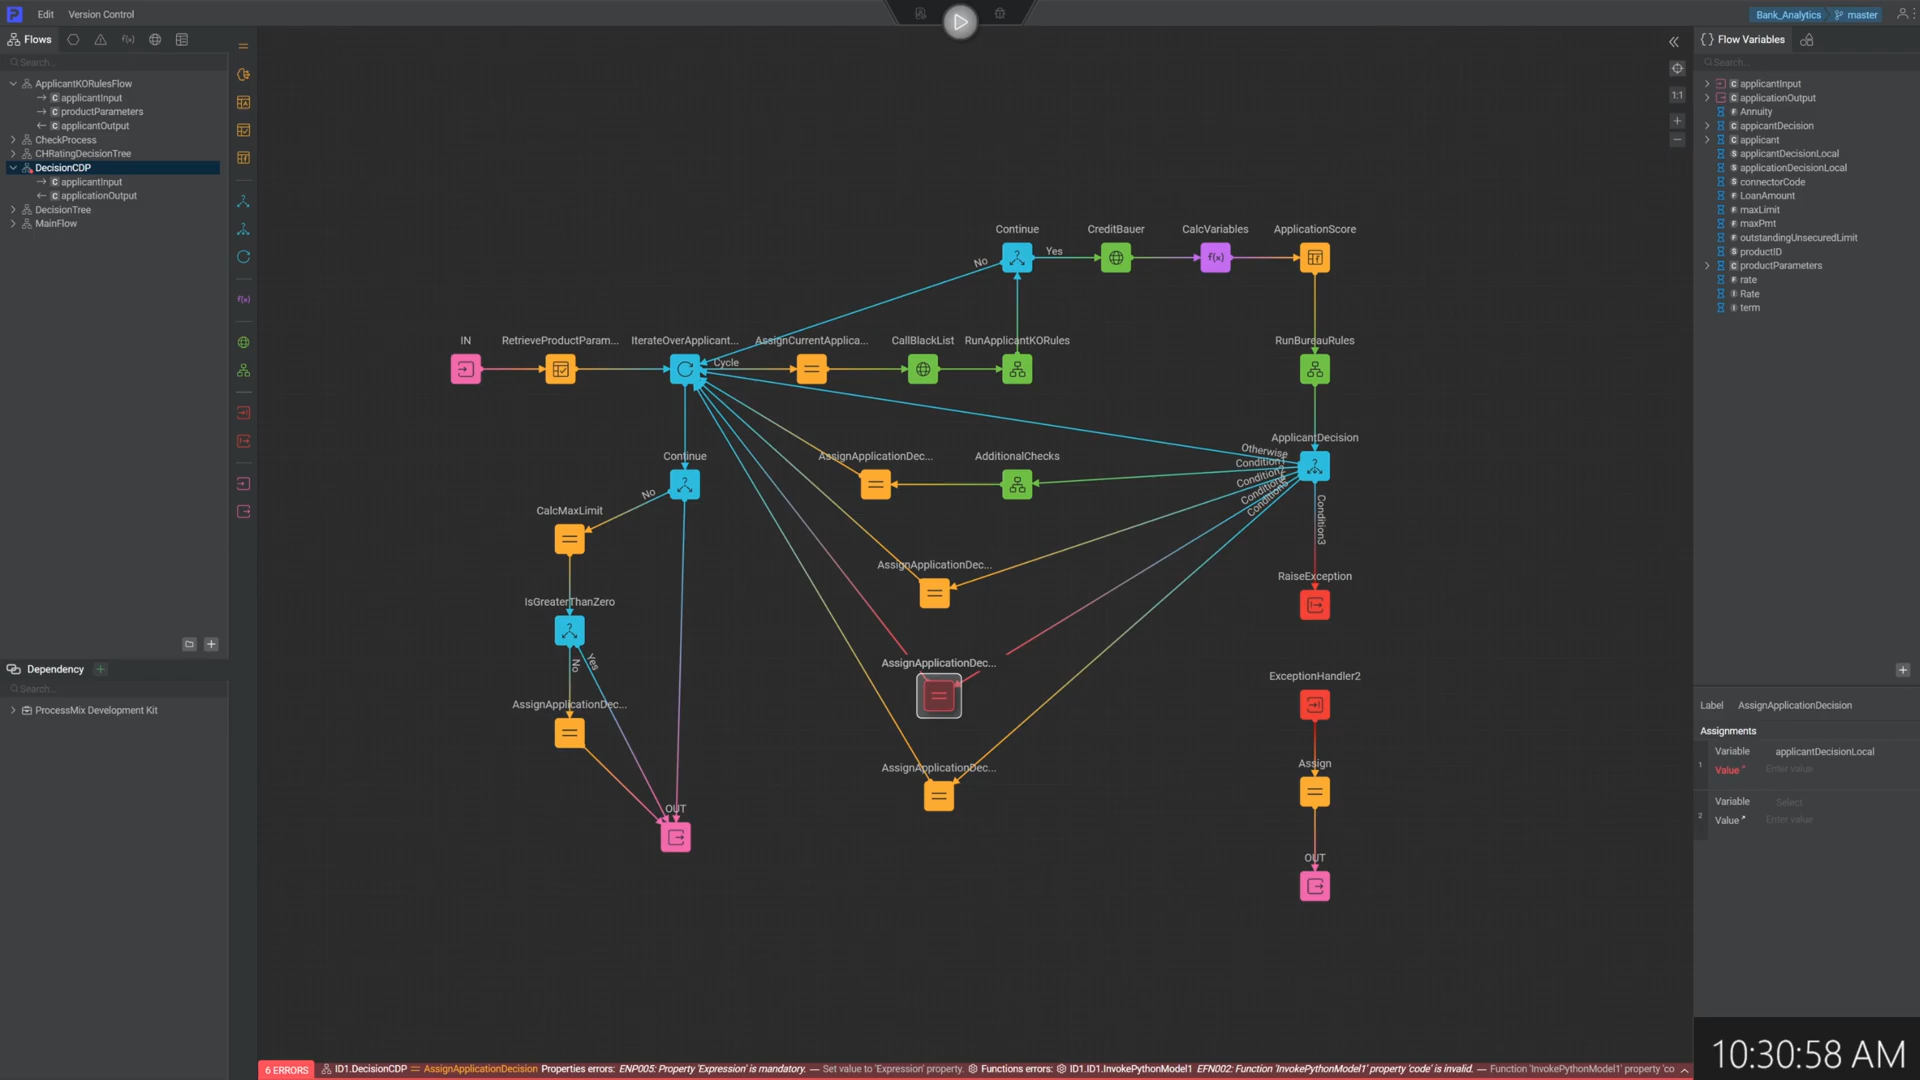 Edit
Version Control
Bank_Analytics
master
Flows
f(x)
Search...
ApplicantKORulesFlow
applicantInput
productParameters
applicantOutput
CheckProcess
CHRatingDecisionTree
DecisionCDP
applicantInput
applicationOutput
DecisionTree
MainFlow
Dependency
Search...
ProcessMix Development Kit
f(x)
Continue
CreditBauer
CalcVariables
ApplicationScore
No
Yes
f(x)
IN
RetrieveProductParam...
IterateOverApplicant...
AssignCurrentApplica...
CallBlackList
RunApplicantKORules
RunBureauRules
Cycle
ApplicantDecision
Continue
AssignApplicationDec...
AdditionalChecks
Otherwise
No
Condition3
CalcMaxLimit
AssignApplicationDec...
RaiseException
IsGreaterThanZero
No
Yes
AssignApplicationDec...
ExceptionHandler2
AssignApplicationDec...
AssignApplicationDec...
Assign
OUT
OUT
1:1
Flow Variables
Search...
applicantInput
applicationOutput
Annuity
appicantDecision
applicant
applicantDecisionLocal
applicationDecisionLocal
connectorCode
LoanAmount
maxLimit
maxPmt
outstandingUnsecuredLimit
productID
productParameters
rate
Rate
term
Label AssignApplicationDecision
Assignments
Variable applicantDecisionLocal
1
Value Enter value
Variable Select
2
Value Enter value
6 ERRORS ID1.DecisionCDP = AssignApplicationDecision Properties errors: ENP005: Property 'Expression' is mandatory. — Set value to 'Expression' property. Functions errors: ID1.ID1.InvokePythonModel1 EFN002: Function 'InvokePythonModel1' property 'code' is invalid. — Function 'InvokePythonModel1' property 'co
10:30:58 AM